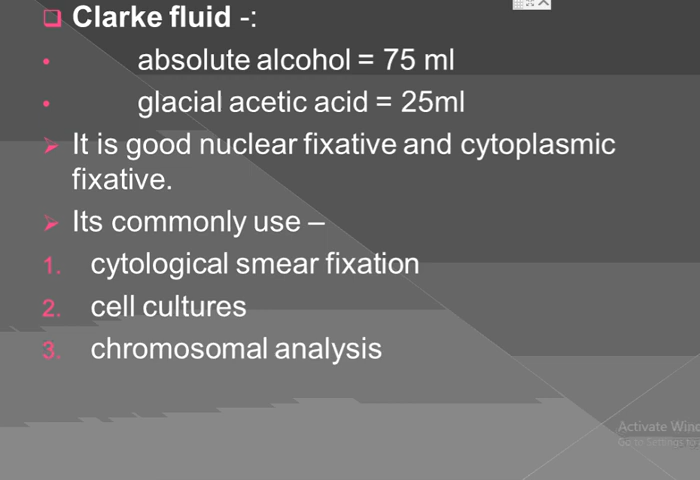 ❑ Clarke fluid -:
• absolute alcohol = 75 ml
• glacial acetic acid = 25ml
➢ It is good nuclear fixative and cytoplasmic
fixative.
➢ Its commonly use –
1. cytological smear fixation
2. cell cultures
3. chromosomal analysis
Activate Wind
Go to Settings to